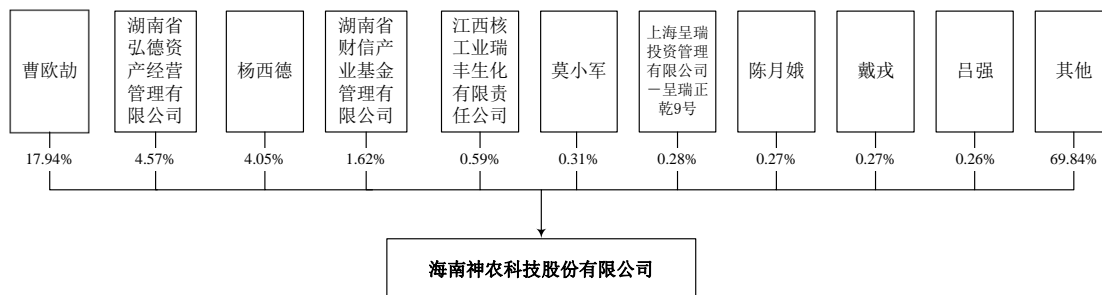 曹欧劼
湖南省
弘德资
产经营
管理有
限公司
杨西德
湖南省
财信产
业基金
管理有
限公司
江西核
工业瑞
丰生化
有限责
任公司
莫小军
上海呈瑞
投资管理
有限公司
－呈瑞正
乾9号
陈月娥
戴戎
吕强
其他
17.94%
4.57%
4.05%
1.62%
0.59%
0.31%
0.28%
0.27%
0.27%
0.26%
69.84%
海南神农科技股份有限公司